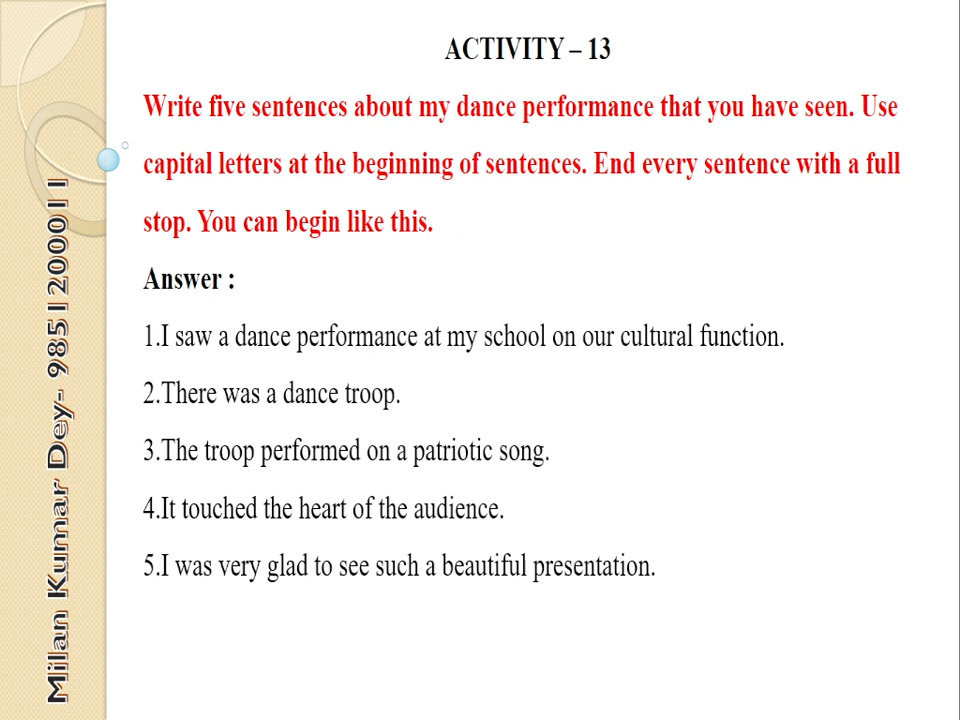 ACTIVITY – 13
Write five sentences about my dance performance that you have seen. Use
capital letters at the beginning of sentences. End every sentence with a full
stop. You can begin like this.
Answer :
1.I saw a dance performance at my school on our cultural function.
2.There was a dance troop.
3.The troop performed on a patriotic song.
4.It touched the heart of the audience.
5.I was very glad to see such a beautiful presentation.
Milan Kumar Dey- 9851200011